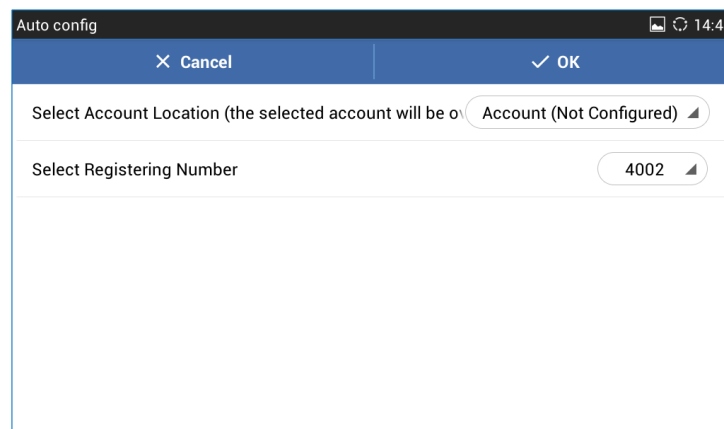 Auto config 14:4
Cancel OK
Select Account Location (the selected account will be Account (Not Configured)
Select Registering Number 4002